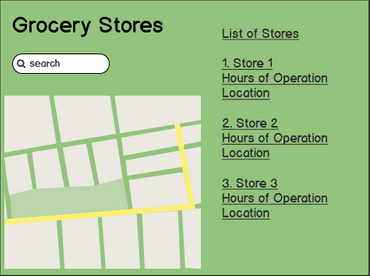 Grocery Stores
search
List of Stores
1. Store 1
Hours of Operation
Location
2. Store 2
Hours of Operation
Location
3. Store 3
Hours of Operation
Location